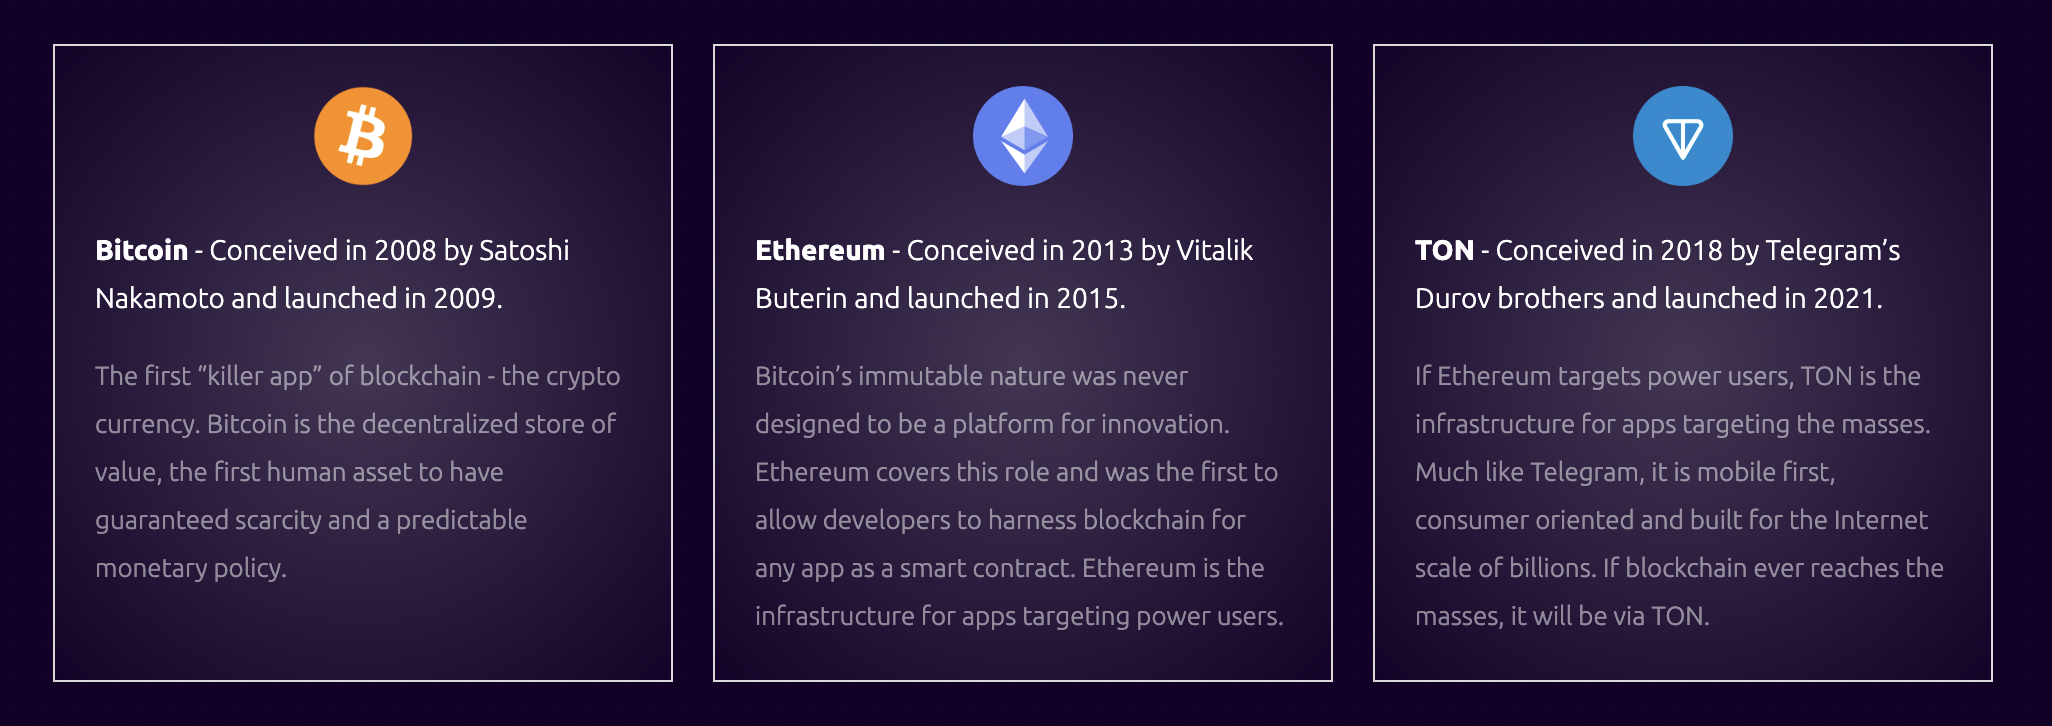 Bitcoin - Conceived in 2008 by Satoshi
Nakamoto and launched in 2009.
The first “killer app” of blockchain - the crypto
currency. Bitcoin is the decentralized store of
value, the first human asset to have
guaranteed scarcity and a predictable
monetary policy.
Ethereum - Conceived in 2013 by Vitalik
Buterin and launched in 2015.
Bitcoin’s immutable nature was never
designed to be a platform for innovation.
Ethereum covers this role and was the first to
allow developers to harness blockchain for
any app as a smart contract. Ethereum is the
infrastructure for apps targeting power users.
TON - Conceived in 2018 by Telegram’s
Durov brothers and launched in 2021.
If Ethereum targets power users, TON is the
infrastructure for apps targeting the masses.
Much like Telegram, it is mobile first,
consumer oriented and built for the Internet
scale of billions. If blockchain ever reaches the
masses, it will be via TON.